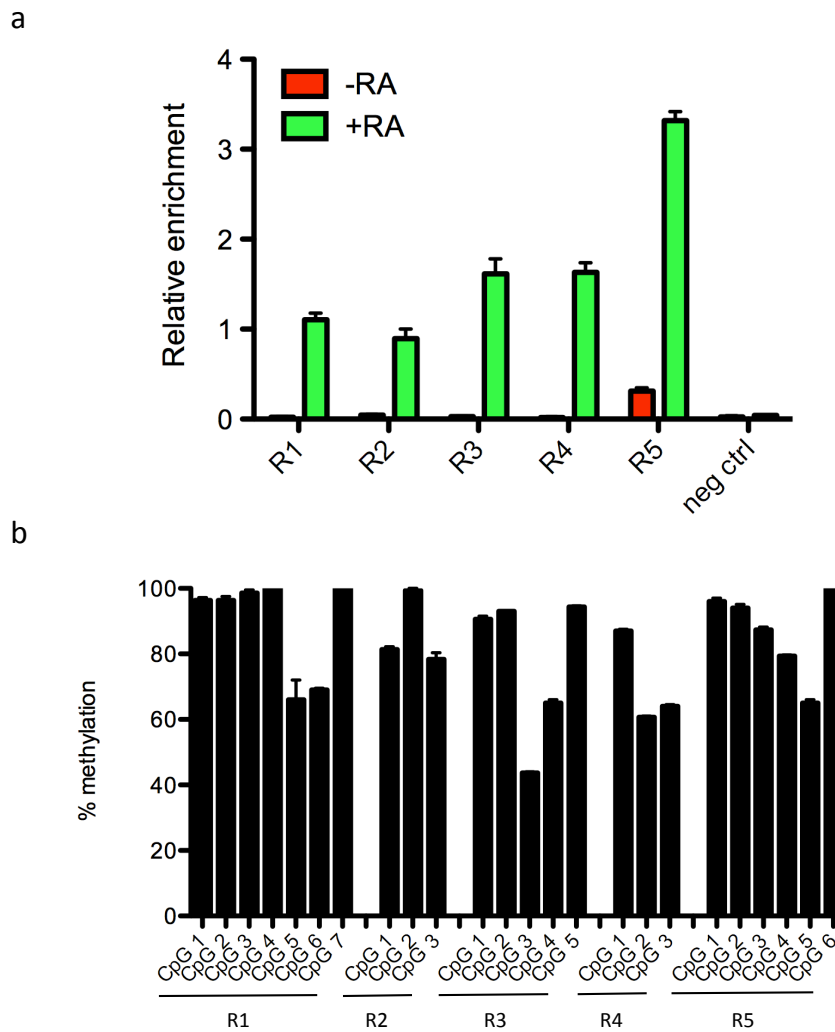 a
4
3
2
1
0
Relative enrichment
-RA
+RA
R1
R2
R3
R4
R5
neg ctrl
b
100
80
60
40
20
0
% methylation
CpG 1
CpG 2
CpG 3
CpG 4
CpG 5
CpG 6
CpG 7
CpG 1
CpG 2
CpG 3
CpG 1
CpG 2
CpG 3
CpG 4
CpG 5
CpG 1
CpG 2
CpG 3
CpG 1
CpG 2
CpG 3
CpG 4
CpG 5
CpG 6
R1
R2
R3
R4
R5